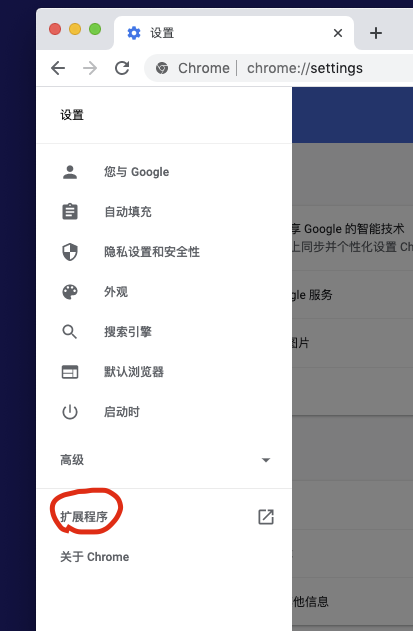 设置
Chrome | chrome://settings
设置
您与 Google
享 Google 的智能技术
自动填充
上同步并个性化设置 Ch
隐私设置和安全性
外观
gle 服务
搜索引擎
图片
默认浏览器
启动时
高级
扩展程序
关于 Chrome
他信息